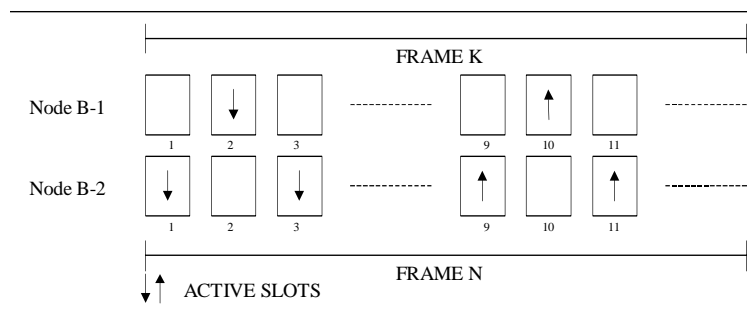 FRAME K
Node B-1
1 2 3 9 10 11
Node B-2
1 2 3 9 10 11
FRAME N
ACTIVE SLOTS